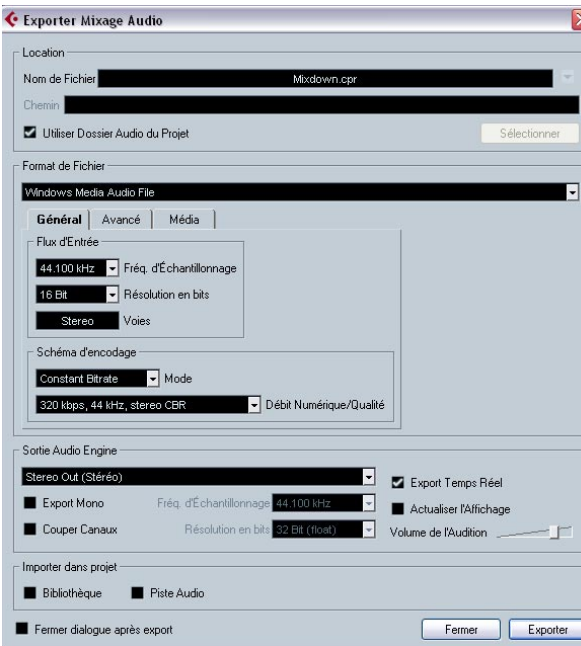 Exporter Mixage Audio
Location
Nom de Fichier Mixdown.cpr
Chemin
Utiliser Dossier Audio du Projet Sélectionner
Format de Fichier
Windows Media Audio File
Général Avancé Média
Flux d'Entrée
44.100 kHz Fréq. d'Échantillonnage
16 Bit Résolution en bits
Stereo Voies
Schéma d'encodage
Constant Bitrate Mode
320 kbps, 44 kHz, stereo CBR Débit Numérique/Qualité
Sortie Audio Engine
Stereo Out (Stéréo) Export Temps Réel
Export Mono Fréq. d'Échantillonnage 44.100 kHz Actualiser l'Affichage
Couper Canaux Résolution en bits 32 Bit (float) Volume de l'Audition
Importer dans projet
Bibliothèque Piste Audio
Fermer dialogue après export Fermer Exporter